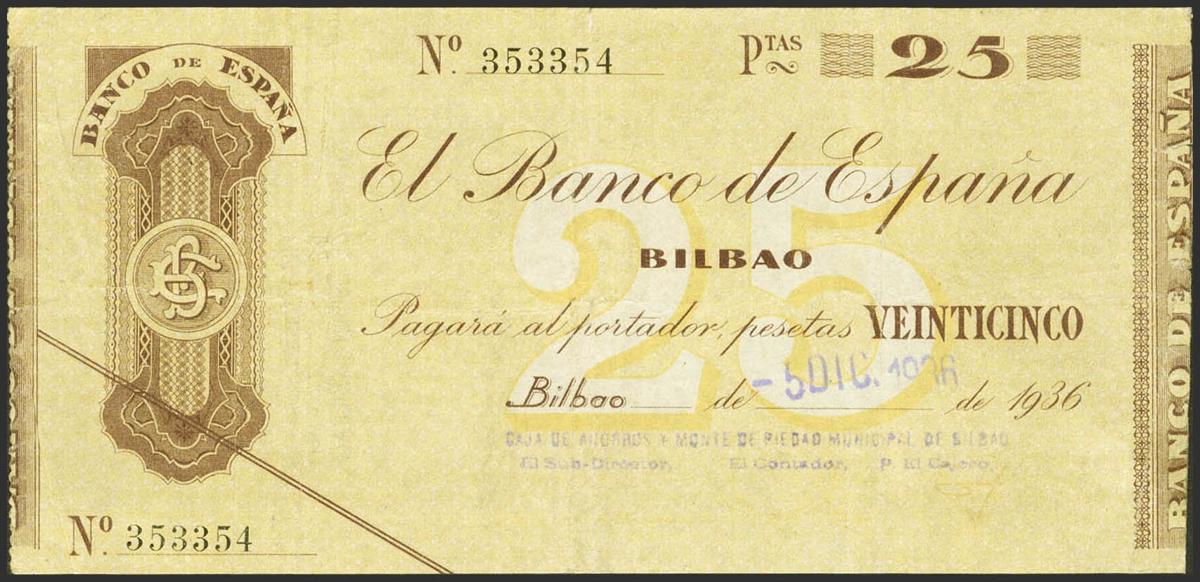 BANCO DE ESPAÑA
Nº. 353354
PTAS 25
El Banco de España
25
BILBAO
Pagará al portador, pesetas VEINTICINCO
Bilbao de - 5 DIC. 1936 de 1936
CAJA DE AHORROS Y MONTE DE PIEDAD MUNICIPAL DE BILBAO
El Sub-Director, El Contador, P. El Cajero,
Nº. 353354
BANCO DE ESPAÑA